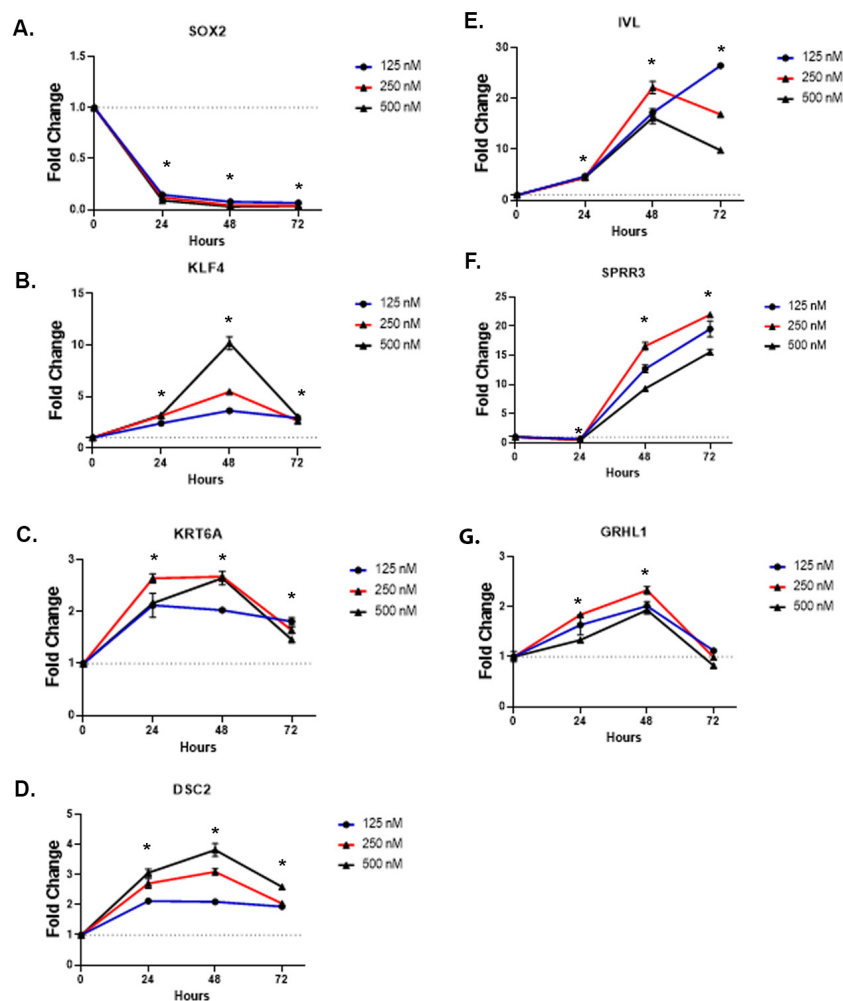 A.
SOX2
1.5
1.0
0.5
0.0
Fold Change
0 24 48 72
Hours
* * *
125 nM
250 nM
500 nM
B.
KLF4
15
10
5
0
Fold Change
0 24 48 72
Hours
* * *
125 nM
250 nM
500 nM
C.
KRT6A
3
2
1
0
Fold Change
0 24 48 72
Hours
* * *
125 nM
250 nM
500 nM
D.
DSC2
5
4
3
2
1
0
Fold Change
0 24 48 72
Hours
* * *
125 nM
250 nM
500 nM
E.
IVL
30
20
10
0
Fold Change
0 24 48 72
Hours
* * *
125 nM
250 nM
500 nM
F.
SPRR3
25
20
15
10
5
0
Fold Change
0 24 48 72
Hours
* * *
125 nM
250 nM
500 nM
G.
GRHL1
3
2
1
0
Fold Change
0 24 48 72
Hours
* *
125 nM
250 nM
500 nM